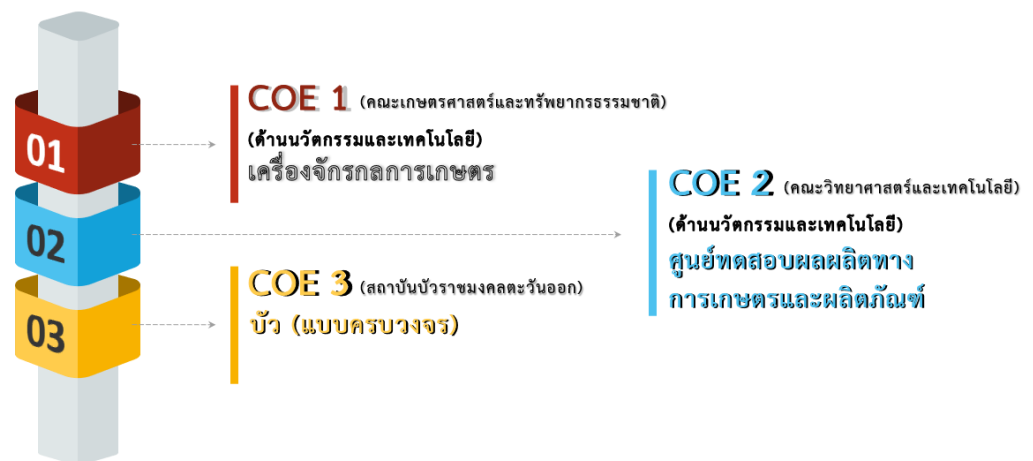 01
COE 1 (คณะเกษตรศาสตร์และทรัพยากรธรรมชาติ)
(ด้านนวัตกรรมและเทคโนโลยี)
เครื่องจักรกลการเกษตร
02
COE 2 (คณะวิทยาศาสตร์และเทคโนโลยี)
(ด้านนวัตกรรมและเทคโนโลยี)
ศูนย์ทดสอบผลผลิตทาง
การเกษตรและผลิตภัณฑ์
03
COE 3 (สถาบันบัวราชมงคลตะวันออก)
บัว (แบบครบวงจร)